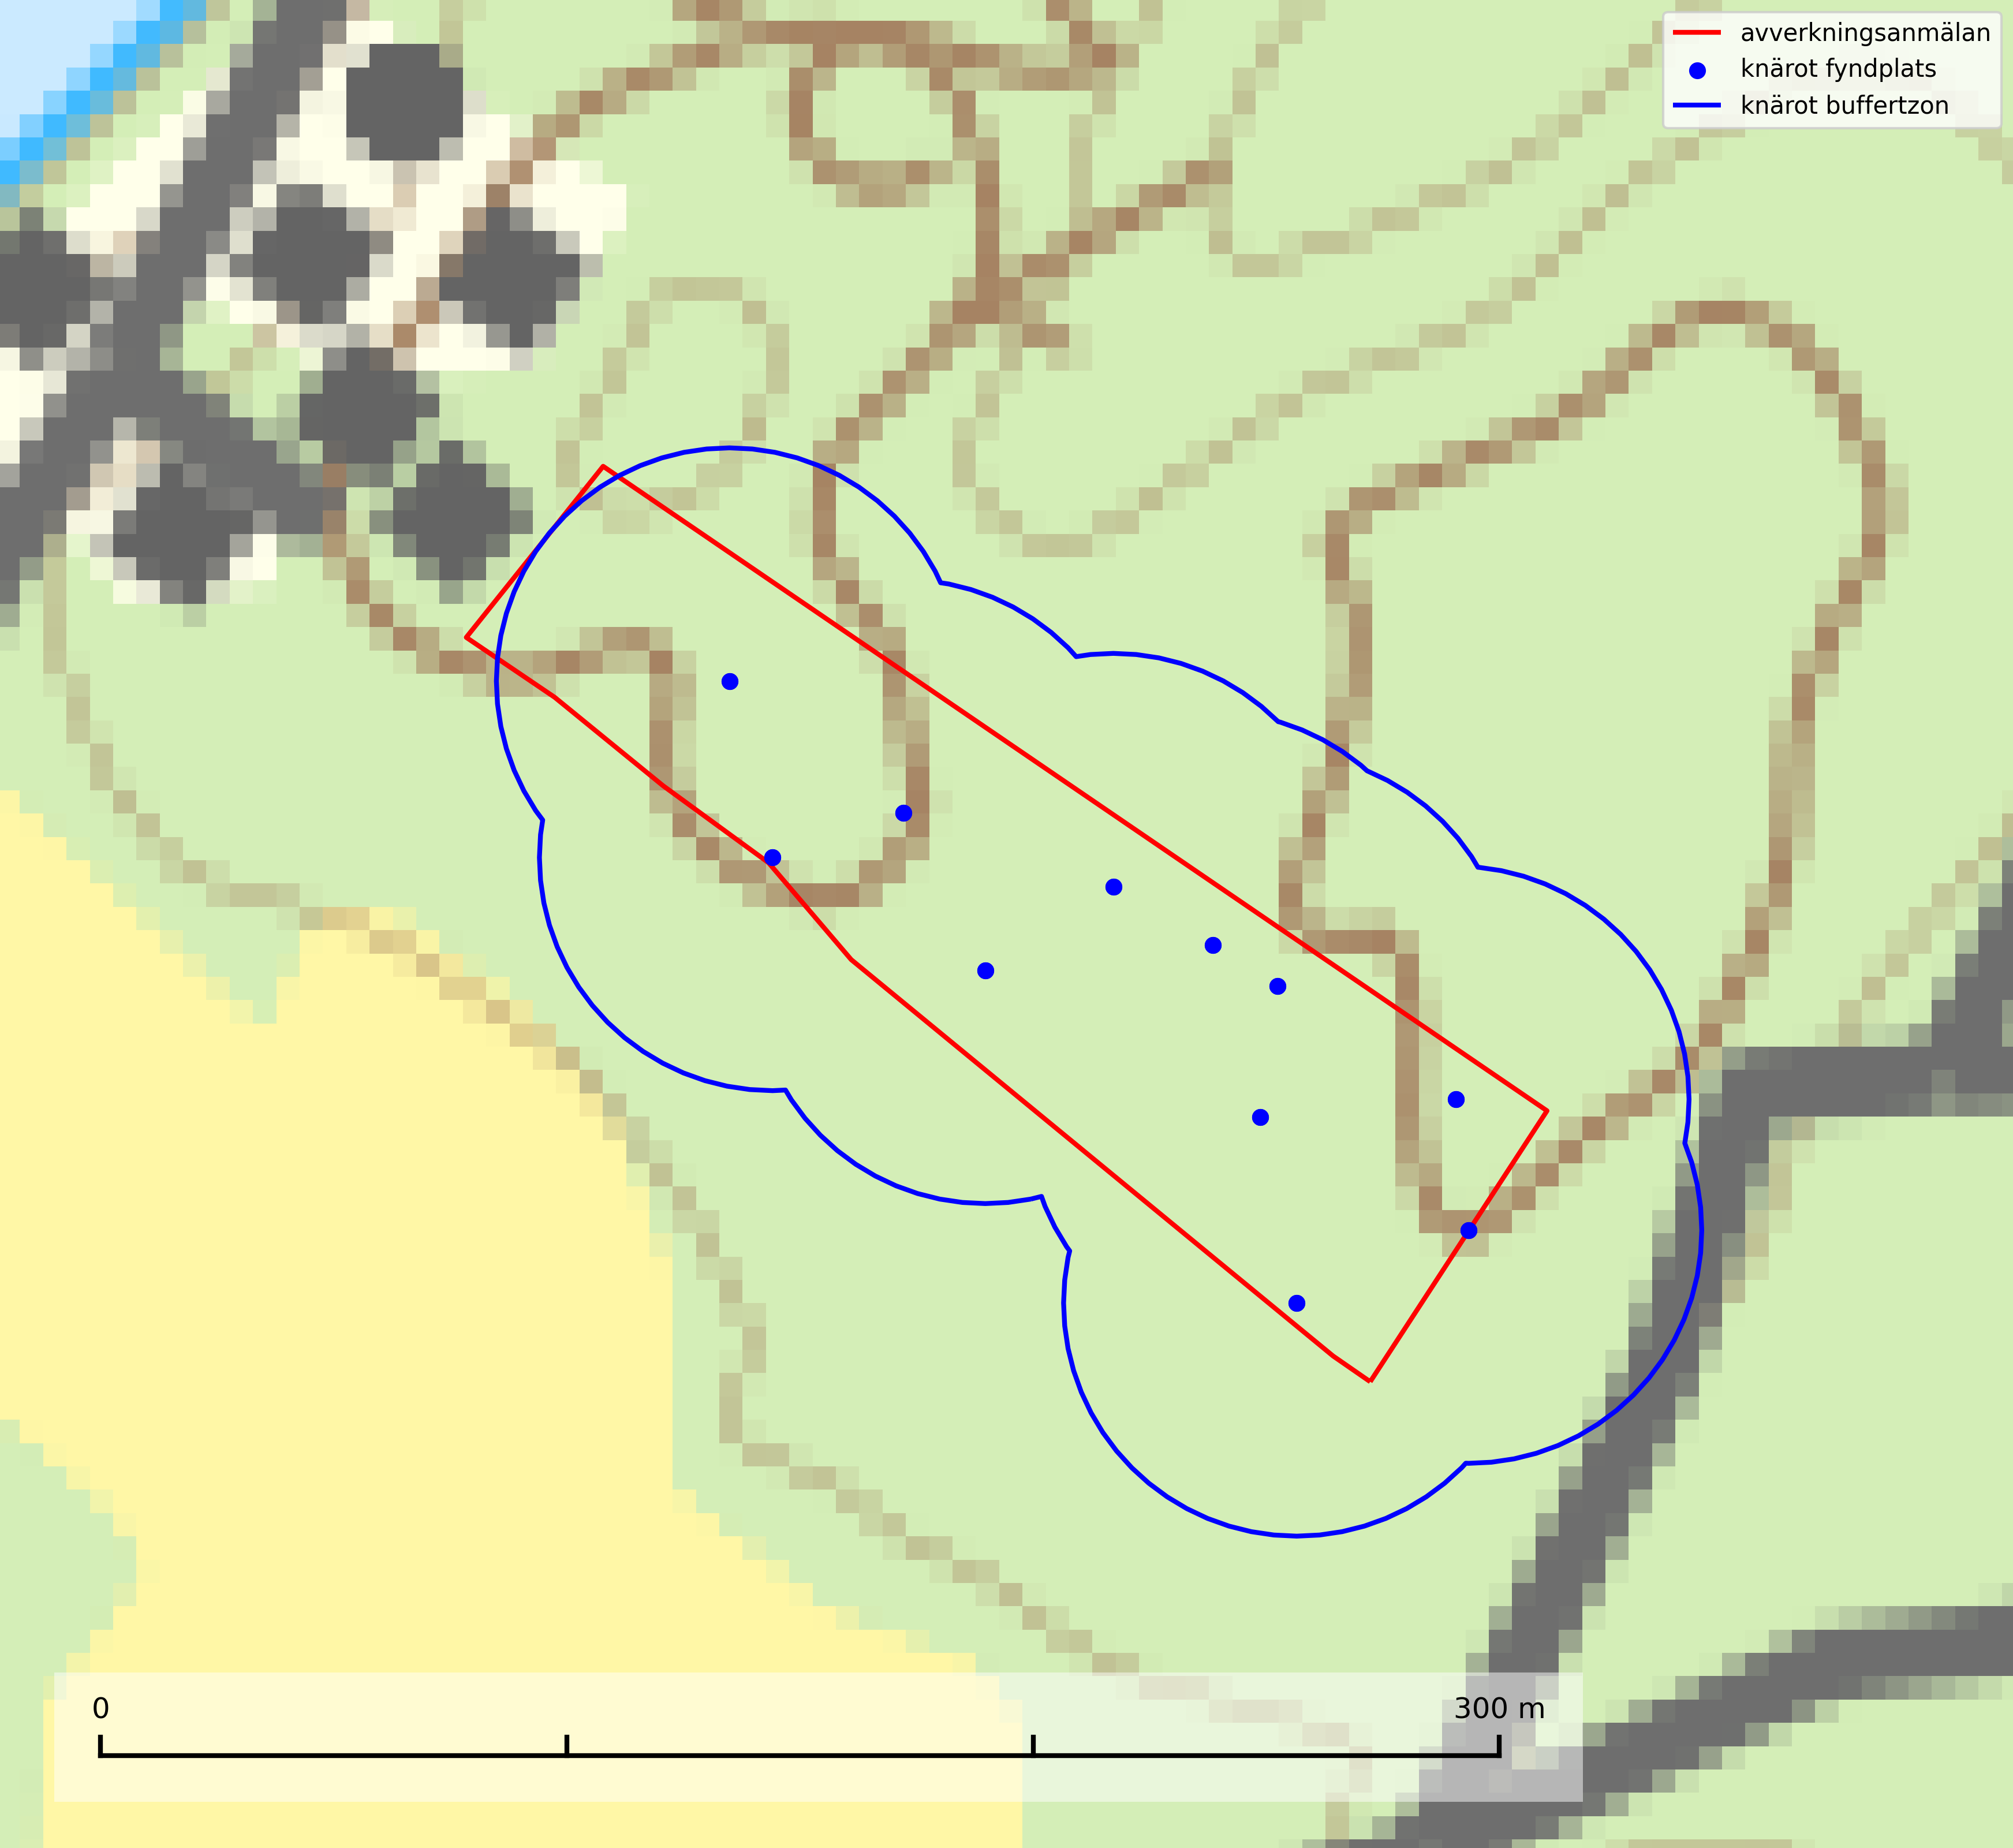 avverkningsanmälan
knärot fyndplats
knärot buffertzon
0 300 m